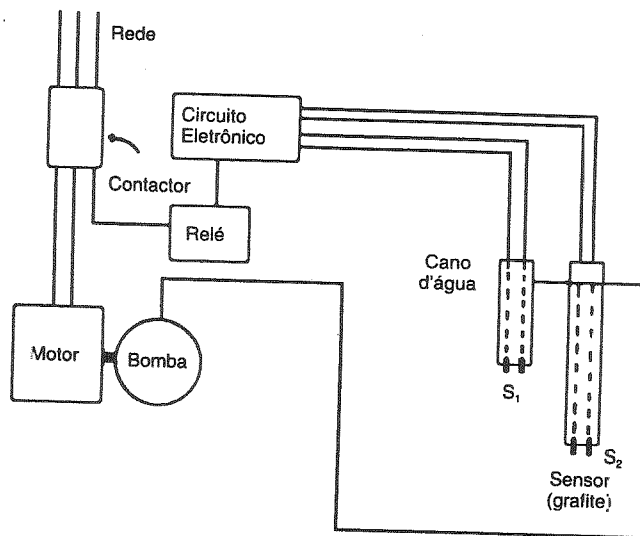 Rede
Circuito
Eletrônico
Contactor
Relé
Cano
d'água
Motor
Bomba
S₁
S₂
Sensor
(grafite)